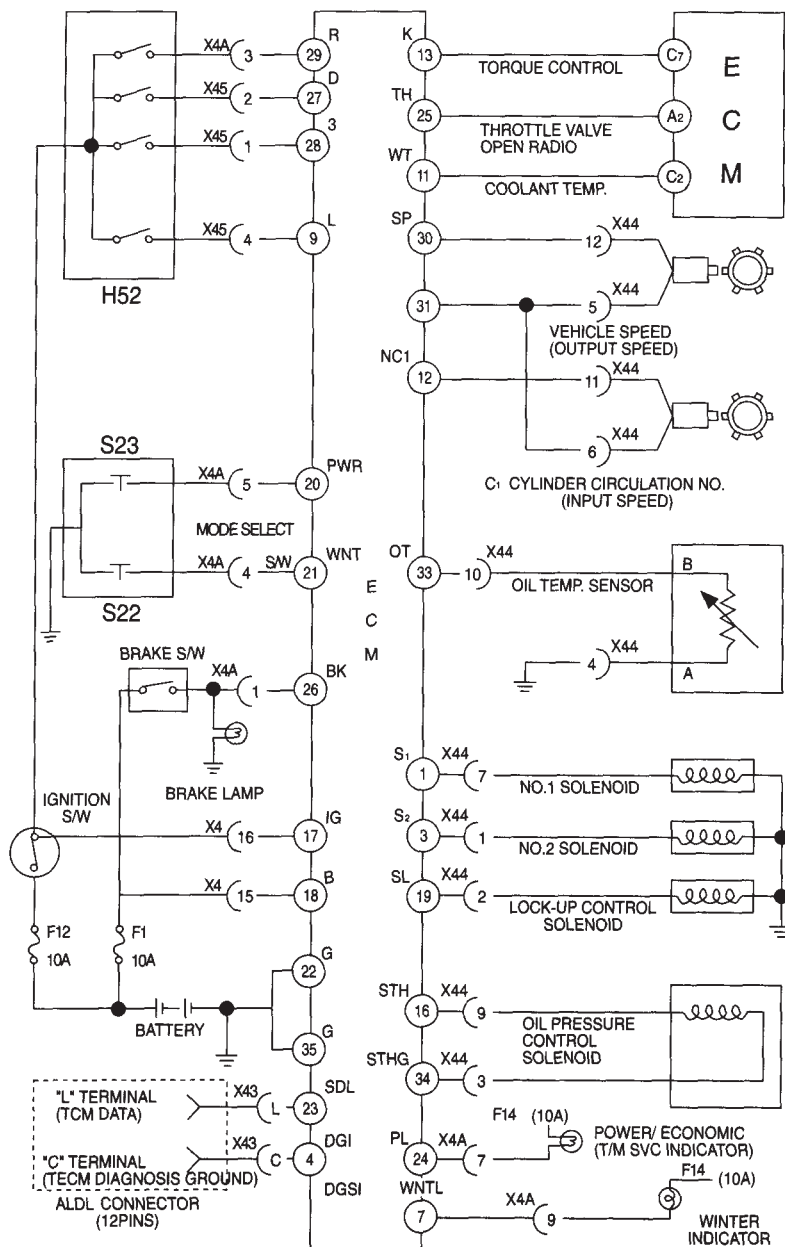 R
K
X4A
3
29
13
TORQUE CONTROL
C7
E
C
M
D
X45
2
27
TH
25
THROTTLE VALVE
OPEN RADIO
A2
3
X45
1
28
WT
11
COOLANT TEMP.
C2
L
X45
4
9
H52
SP
30
12
X44
31
5
X44
VEHICLE SPEED
(OUTPUT SPEED)
NC1
12
11
X44
6
X44
C1 CYLINDER CIRCULATION NO.
(INPUT SPEED)
S23
X4A
5
20
PWR
MODE SELECT
X4A
4
S/W
21
WNT
S22
E
C
M
OT
33
10
X44
OIL TEMP. SENSOR
B
4
X44
A
BRAKE S/W
X4A
1
26
BK
BRAKE LAMP
IGNITION
S/W
X4
16
17
IG
X4
15
18
B
F12
10A
F1
10A
BATTERY
22
G
35
G
S1
1
X44
7
NO.1 SOLENOID
S2
3
X44
1
NO.2 SOLENOID
SL
19
X44
2
LOCK-UP CONTROL
SOLENOID
STH
16
X44
9
OIL PRESSURE
CONTROL
SOLENOID
STHG
34
X44
3
"L" TERMINAL
(TCM DATA)
X43
L
23
SDL
"C" TERMINAL
(TECM DIAGNOSIS GROUND)
X43
C
4
DGI
DGSI
ALDL CONNECTOR
(12PINS)
PL
24
X4A
7
F14 (10A)
POWER/ ECONOMIC
(T/M SVC INDICATOR)
WNTL
7
X4A
9
F14
(10A)
WINTER
INDICATOR